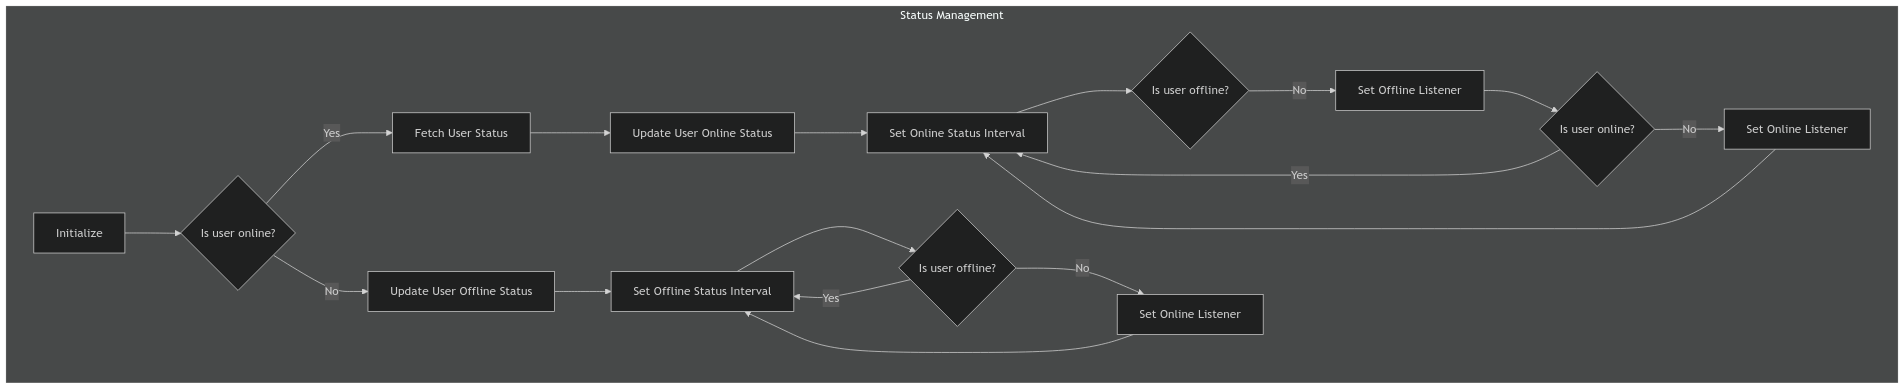 Status Management
Initialize
Is user online?
Yes
Fetch User Status
Update User Online Status
Set Online Status Interval
Is user offline?
No
Set Offline Listener
Is user online?
No
Set Online Listener
Yes
No
Update User Offline Status
Set Offline Status Interval
Is user offline?
Yes
No
Set Online Listener